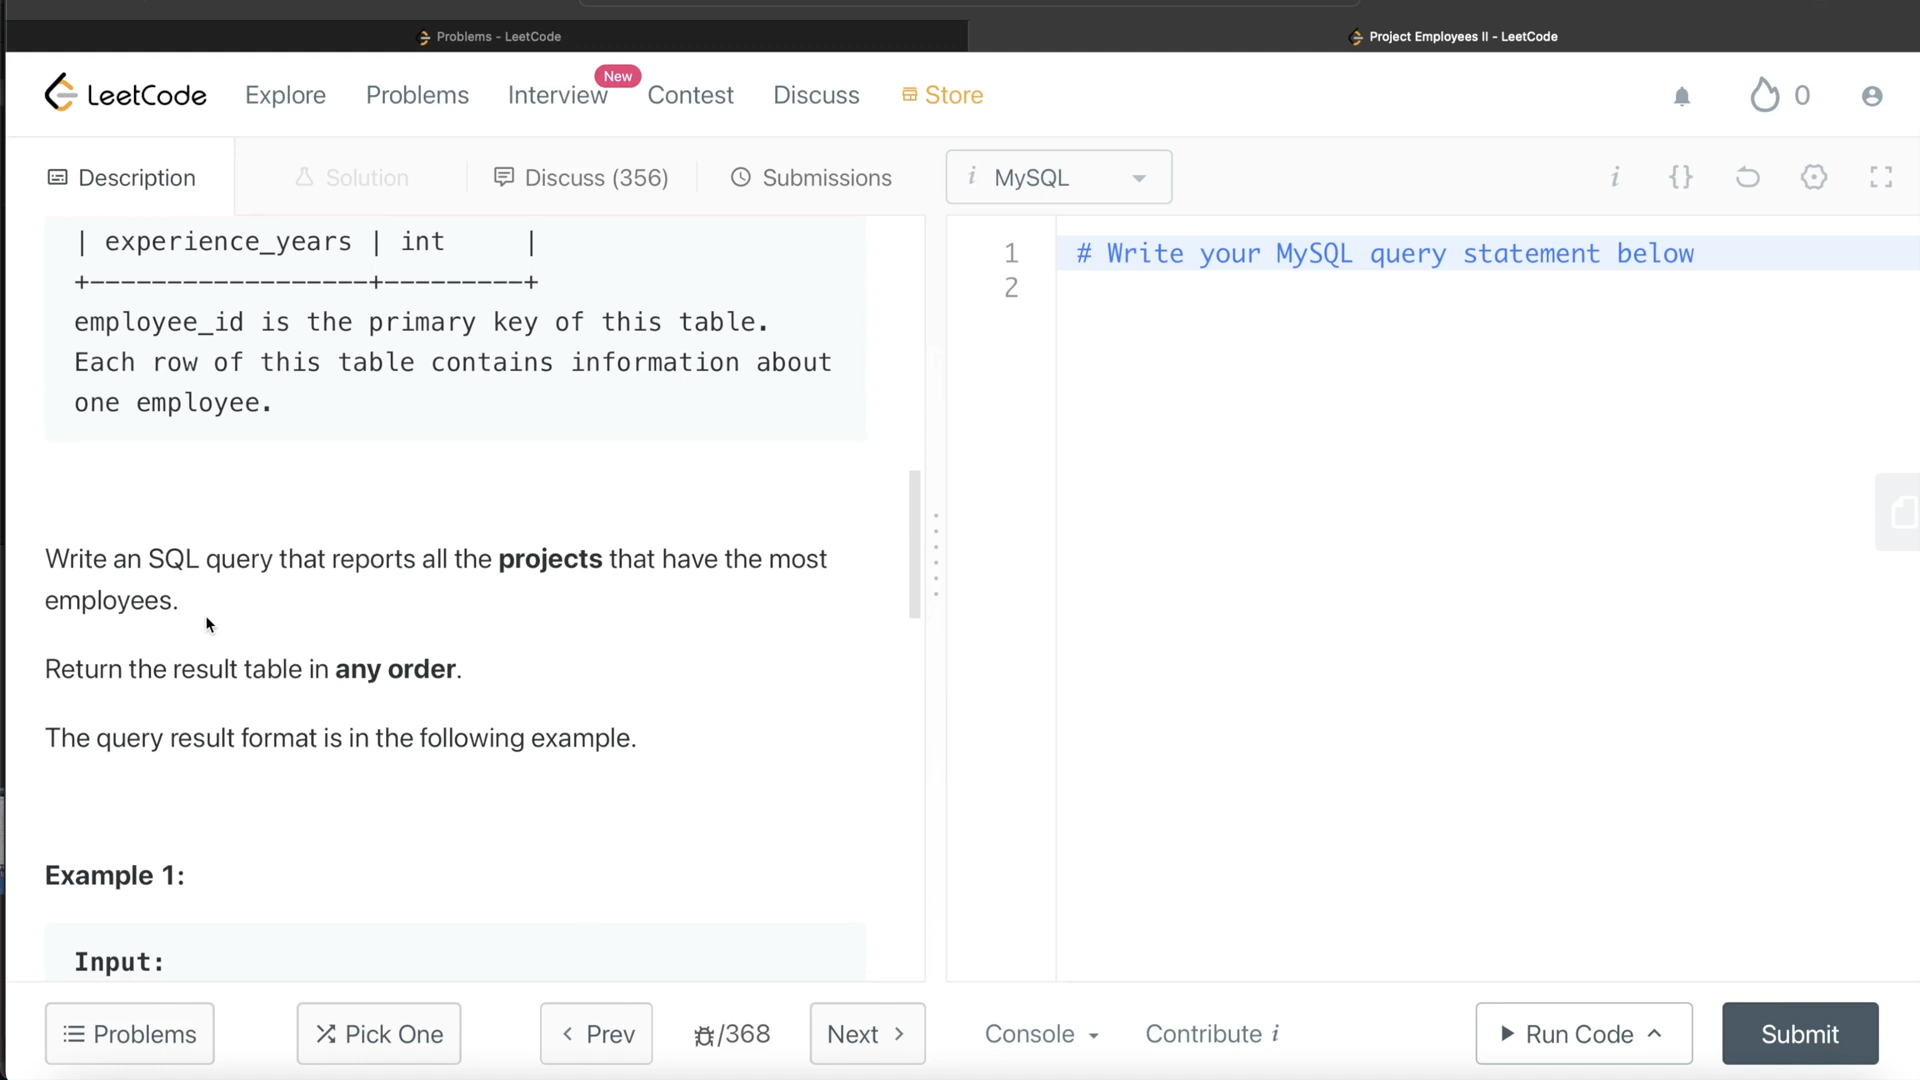 Problems - LeetCode
Project Employees II - LeetCode
LeetCode
Explore
Problems
Interview
New
Contest
Discuss
Store
0
Description
Solution
Discuss (356)
Submissions
i MySQL
i
{}
| experience_years | int     |
+------------------+---------+
employee_id is the primary key of this table.
Each row of this table contains information about
one employee.
Write an SQL query that reports all the projects that have the most
employees.
Return the result table in any order.
The query result format is in the following example.
Example 1:
Input:
1
# Write your MySQL query statement below
2
Problems
Pick One
< Prev
/368
Next >
Console
Contribute i
Run Code
Submit